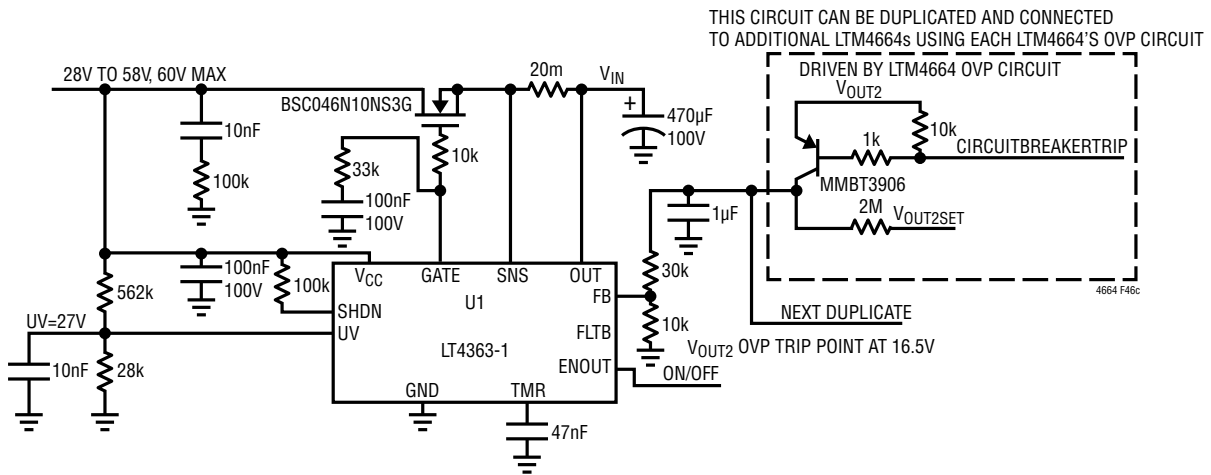 THIS CIRCUIT CAN BE DUPLICATED AND CONNECTED
TO ADDITIONAL LTM4664s USING EACH LTM4664'S OVP CIRCUIT
DRIVEN BY LTM4664 OVP CIRCUIT
28V TO 58V, 60V MAX
20m
VIN
VOUT2
BSC046N10NS3G
+
470µF
100V
10nF
10k
1k
10k
CIRCUITBREAKERTRIP
33k
100k
MMBT3906
100nF
100V
1µF
2M
VOUT2SET
100nF
100V
100k
VCC
GATE
SNS
OUT
30k
562k
U1
4664 F46c
SHDN
FB
UV=27V
UV
NEXT DUPLICATE
FLTB
10k
LT4363-1
VOUT2 OVP TRIP POINT AT 16.5V
10nF
28k
ENOUT
ON/OFF
GND
TMR
47nF